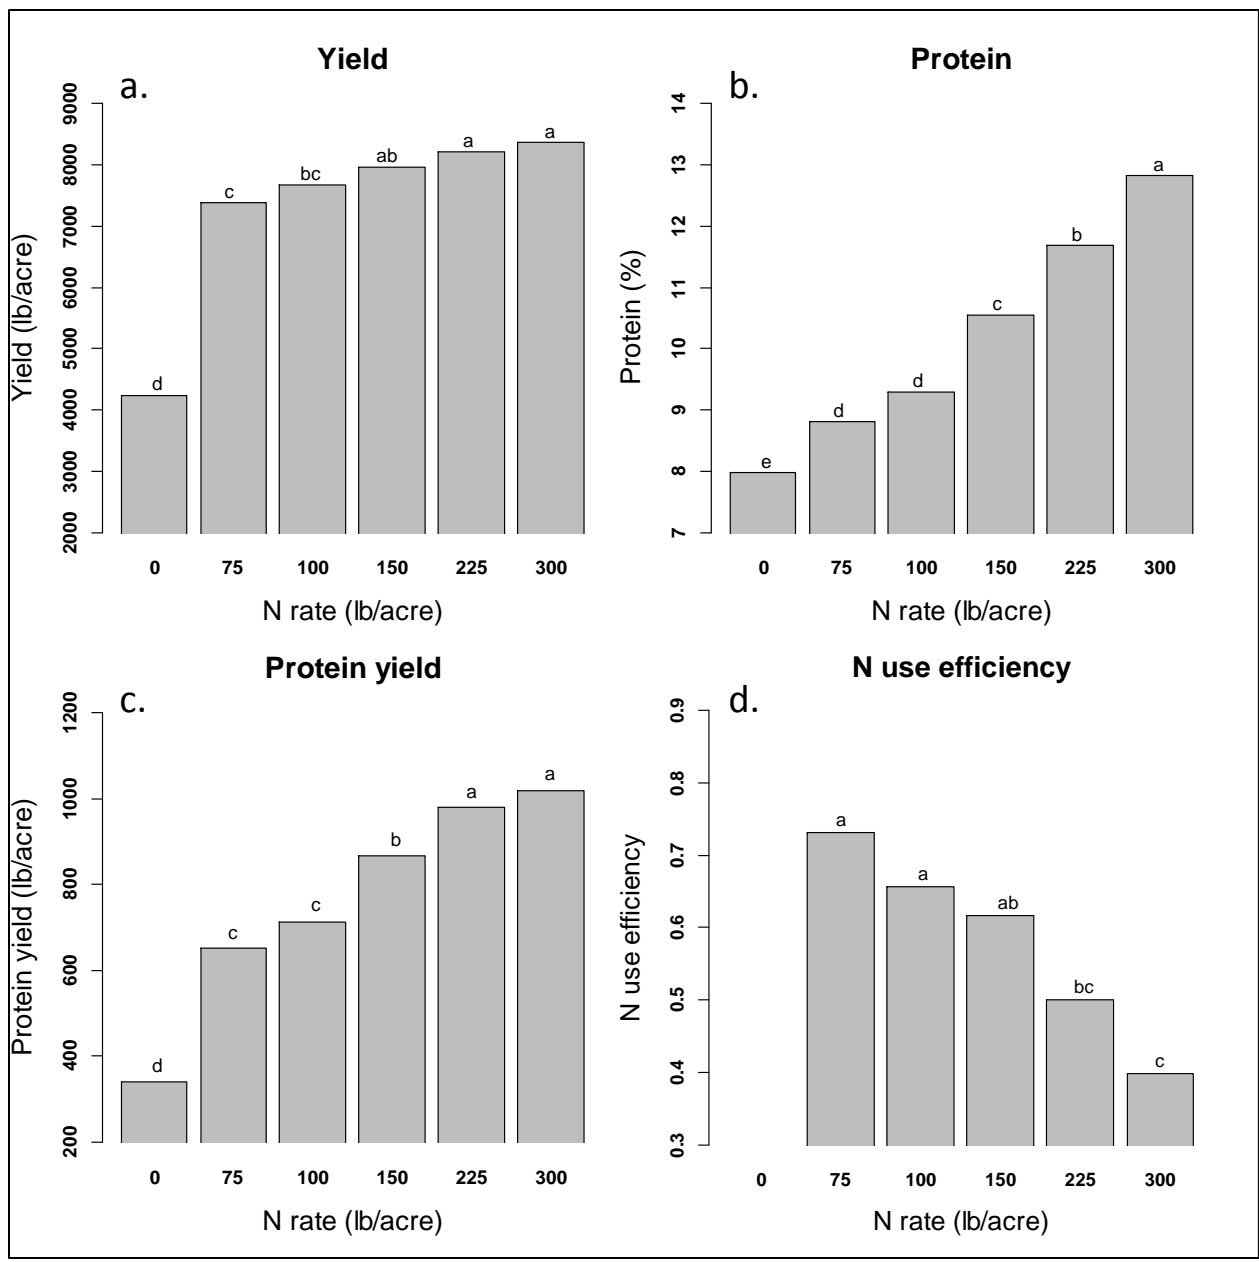 Yield
a.
Yield (lb/acre)
9000
8000
7000
6000
5000
4000
3000
2000
d
c
bc
ab
a
a
0 75 100 150 225 300
N rate (lb/acre)
Protein
b.
Protein (%)
14
13
12
11
10
9
8
7
e
d
d
c
b
a
0 75 100 150 225 300
N rate (lb/acre)
Protein yield
c.
Protein yield (lb/acre)
1200
1000
800
600
400
200
d
c
c
b
a
a
0 75 100 150 225 300
N rate (lb/acre)
N use efficiency
d.
N use efficiency
0.9
0.8
0.7
0.6
0.5
0.4
0.3
a
a
ab
bc
c
0 75 100 150 225 300
N rate (lb/acre)